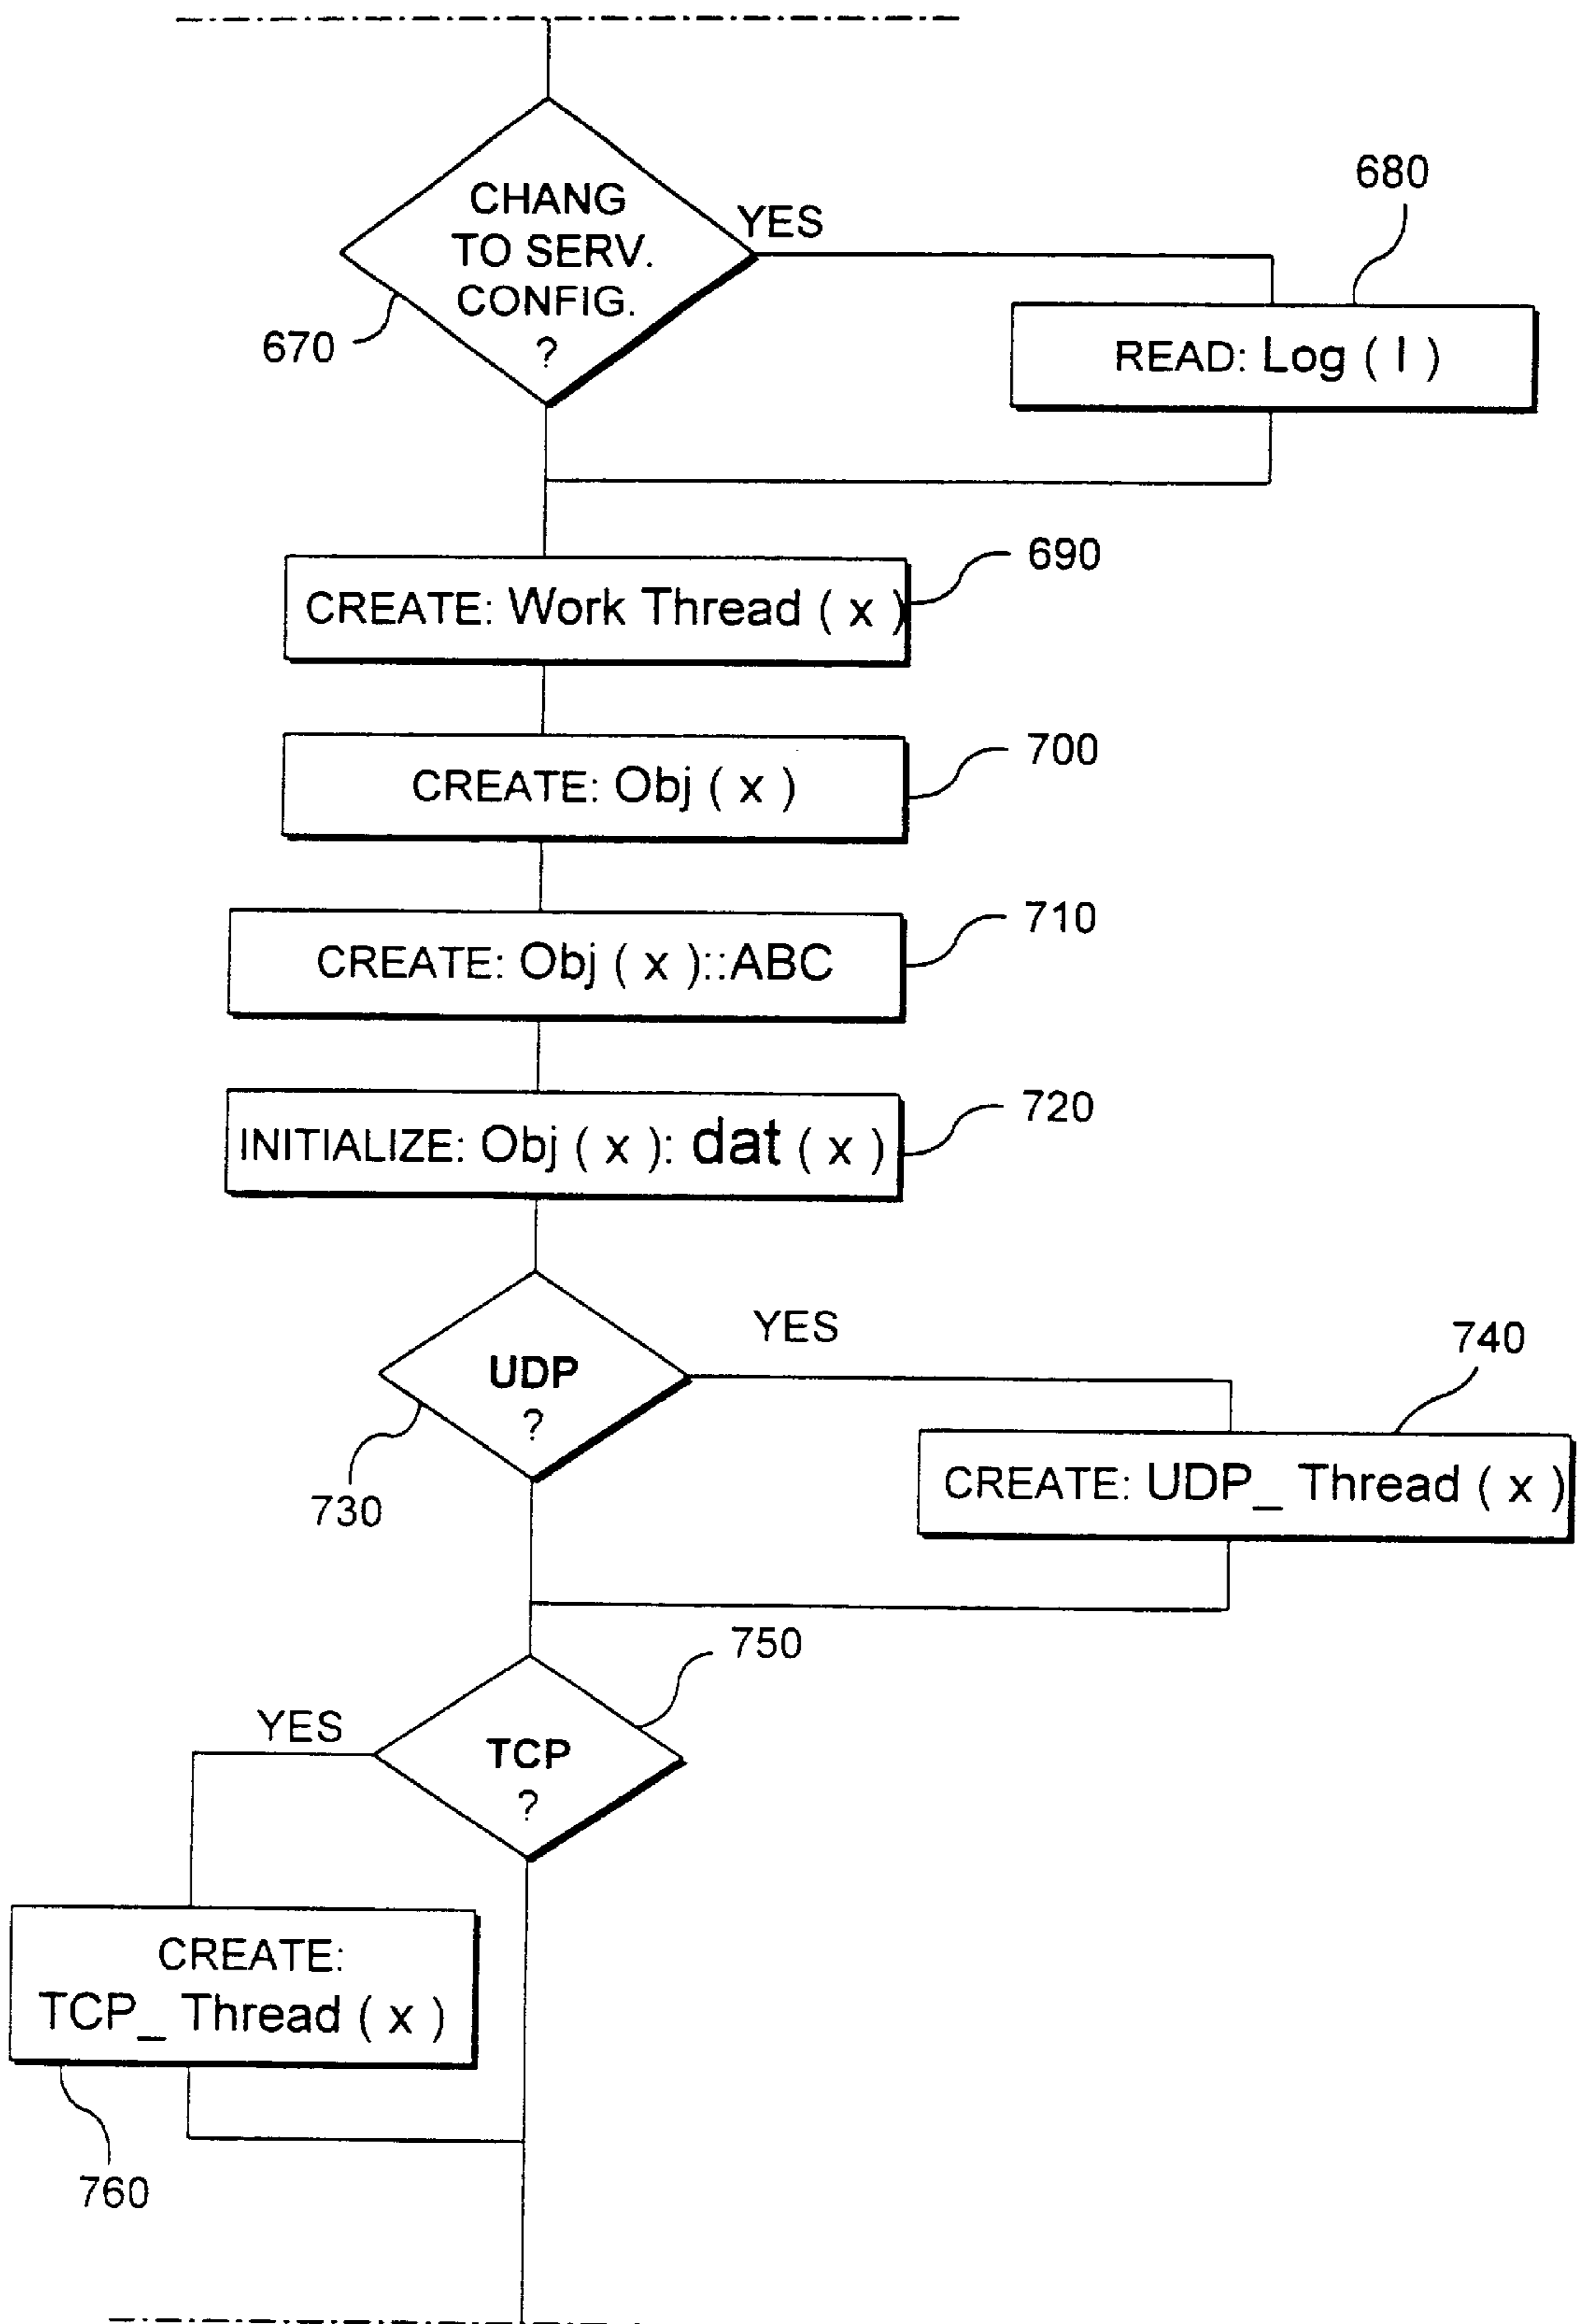 CHANG
TO SERV.
CONFIG.
?
YES
670
680
READ: Log ( I )
690
CREATE: Work Thread ( x )
700
CREATE: Obj ( x )
710
CREATE: Obj ( x )::ABC
720
INITIALIZE: Obj ( x ): dat ( x )
UDP
?
YES
730
740
CREATE: UDP_ Thread ( x )
750
YES
TCP
?
CREATE:
TCP_ Thread ( x )
760